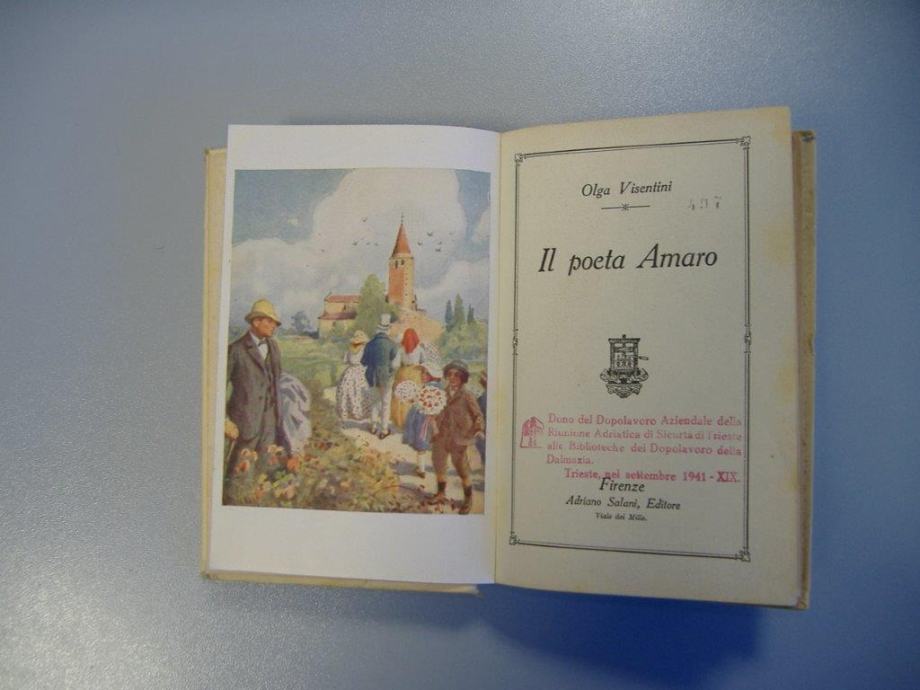 Olga Visentini
497
Il poeta Amaro
Dono del Dopolavoro Aziendale della
Riunione Adriatica di Sicurtà di Trieste
alle Biblioteche del Dopolavoro della
Dalmazia.
Trieste, nel settembre 1941 - XIX.
Firenze
Adriano Salani, Editore
Viale dei Mille.